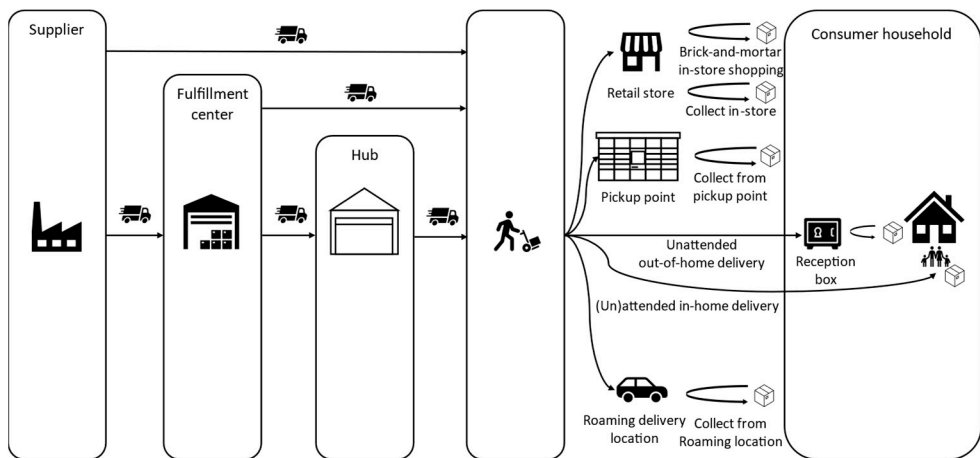 Supplier
Fulfillment
center
Hub
Retail store
Brick-and-mortar
in-store shopping
Collect in-store
Pickup point
Collect from
pickup point
Unattended
out-of-home delivery
(Un)attended in-home delivery
Roaming delivery
location
Collect from
Roaming location
Consumer household
Reception
box